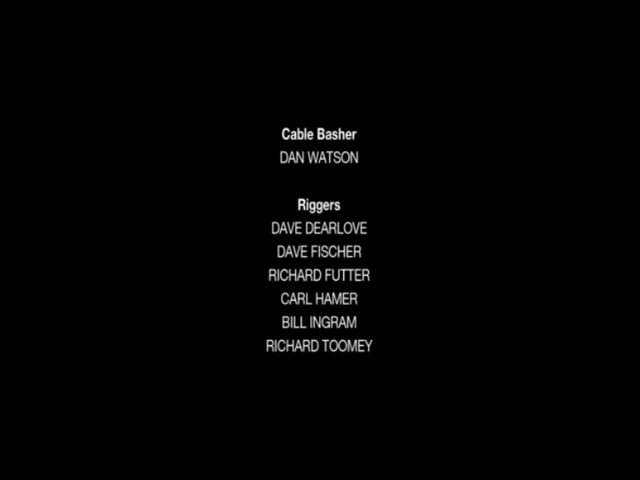 Cable Basher
DAN WATSON
Riggers
DAVE DEARLOVE
DAVE FISCHER
RICHARD FUTTER
CARL HAMER
BILL INGRAM
RICHARD TOOMEY